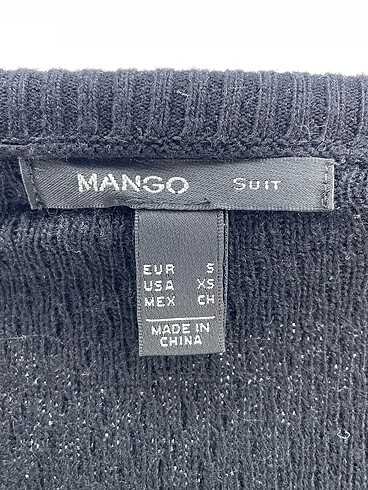 MANGO SUIT
EUR S
USA XS
MEX CH
MADE IN
CHINA